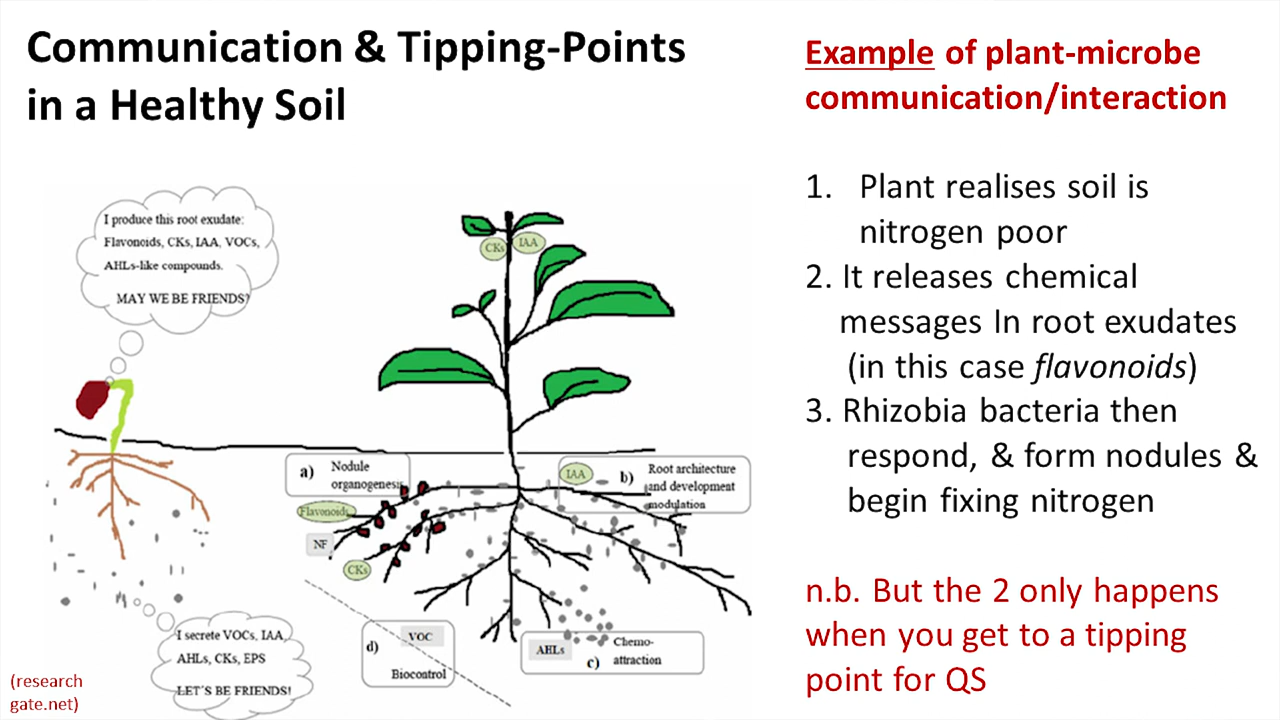 Communication & Tipping-Points
in a Healthy Soil
Example of plant-microbe
communication/interaction
1. Plant realises soil is
nitrogen poor
2. It releases chemical
messages In root exudates
(in this case flavonoids)
3. Rhizobia bacteria then
respond, & form nodules &
begin fixing nitrogen
n.b. But the 2 only happens
when you get to a tipping
point for QS
I produce this root exudate:
Flavonoids, CKs, IAA, VOCs,
AHLs-like compounds.
MAY WE BE FRIENDS?
CKs
IAA
a) Nodule
organogenesis
Flavonoids
NF
CKs
IAA
b) Root architecture
and development
modulation
d) VOC
Biocontrol
AHLs
c) Chemo-
attraction
I secrete VOCs, IAA,
AHLs, CKs, EPS
LET´S BE FRIENDS!
(research
gate.net)